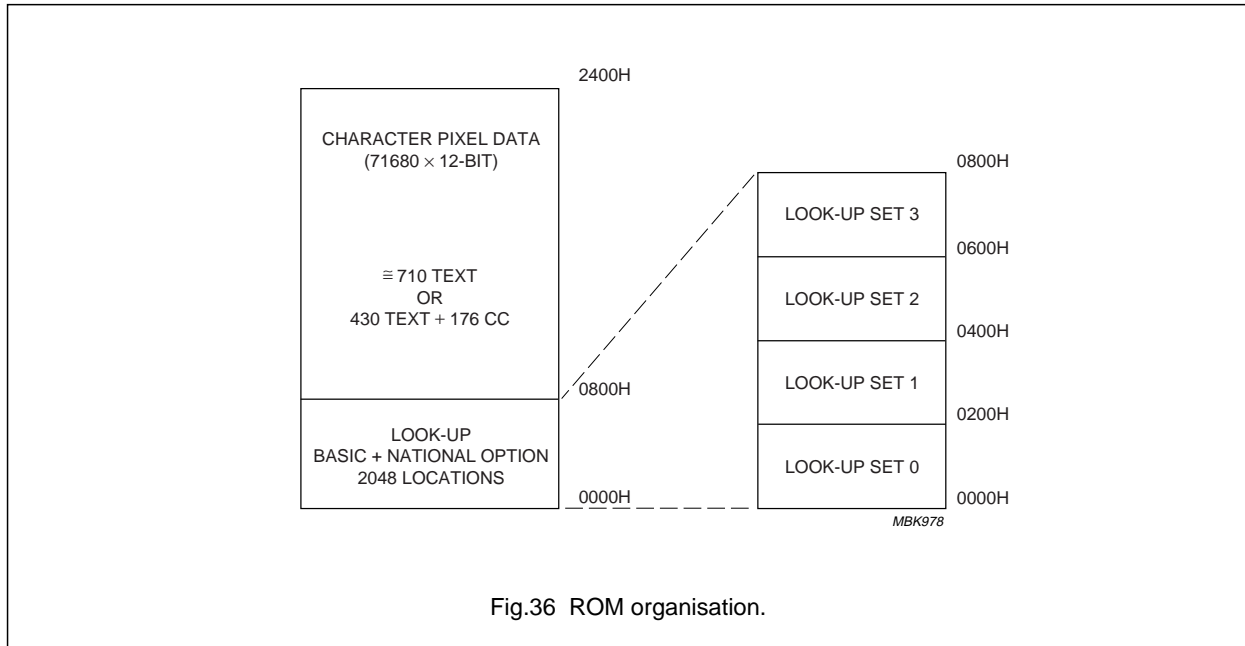 2400H
CHARACTER PIXEL DATA
(71680 × 12-BIT)
≅ 710 TEXT
OR
430 TEXT + 176 CC
0800H
LOOK-UP
BASIC + NATIONAL OPTION
2048 LOCATIONS
0000H
0800H
LOOK-UP SET 3
0600H
LOOK-UP SET 2
0400H
LOOK-UP SET 1
0200H
LOOK-UP SET 0
0000H
MBK978
Fig.36 ROM organisation.